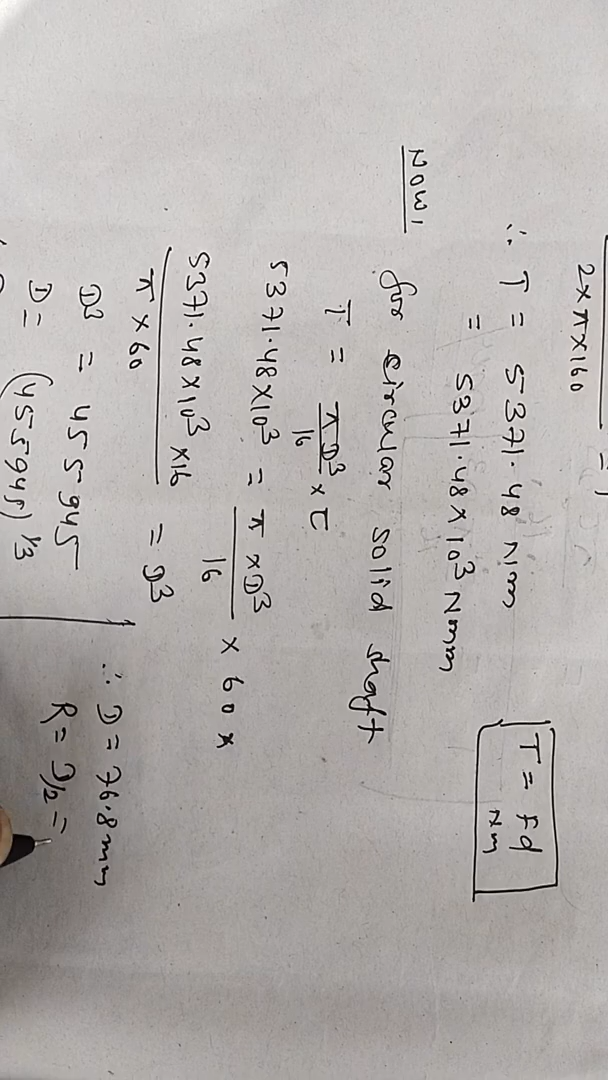 2×π×160
∴ T = 5371.48 Nm
= 5371.48×10³ Nmm
T = Fd
Nm
Now,
for circular solid shaft
T = πD³/16 × τ
5371.48×10³ = π×D³/16 × 60 ×
5371.48×10³×16/π×60 = D³
D³ = 455945
D = (455945)^1/3
∴ D = 76.8 mm
R = D/2 =